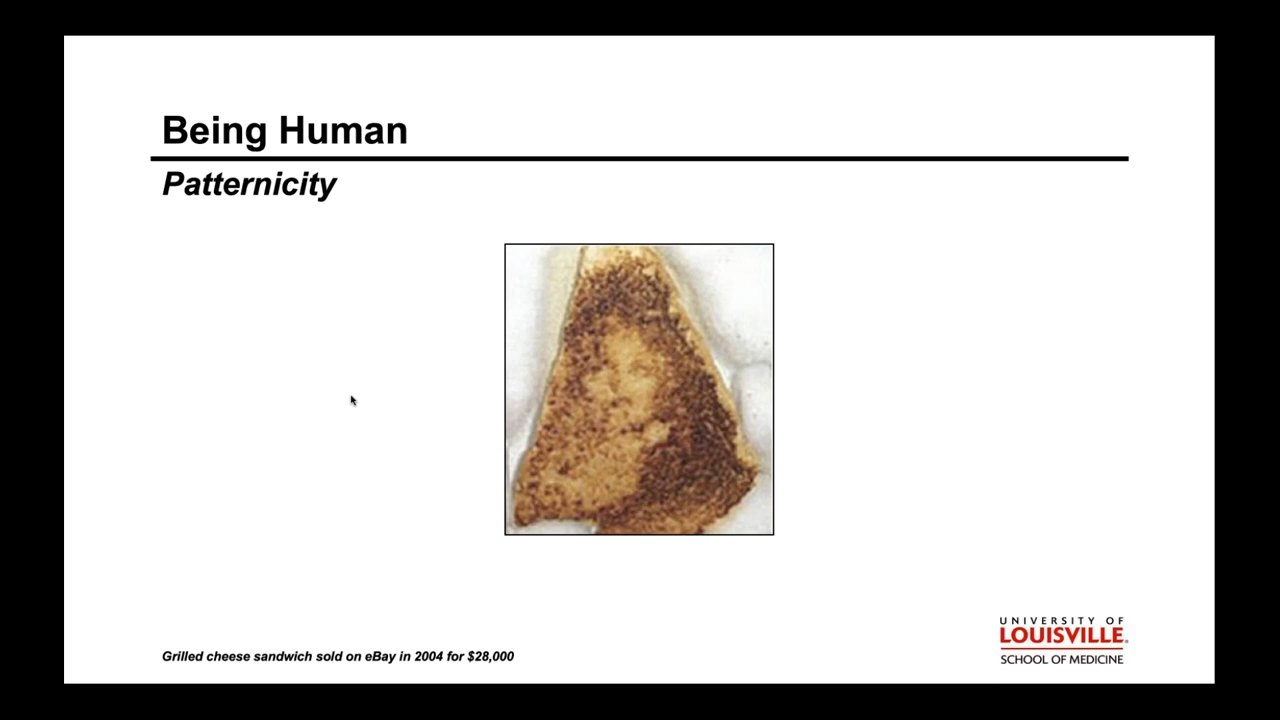 Being Human
Patternicity
Grilled cheese sandwich sold on eBay in 2004 for $28,000
UNIVERSITY OF
LOUISVILLE®
SCHOOL OF MEDICINE